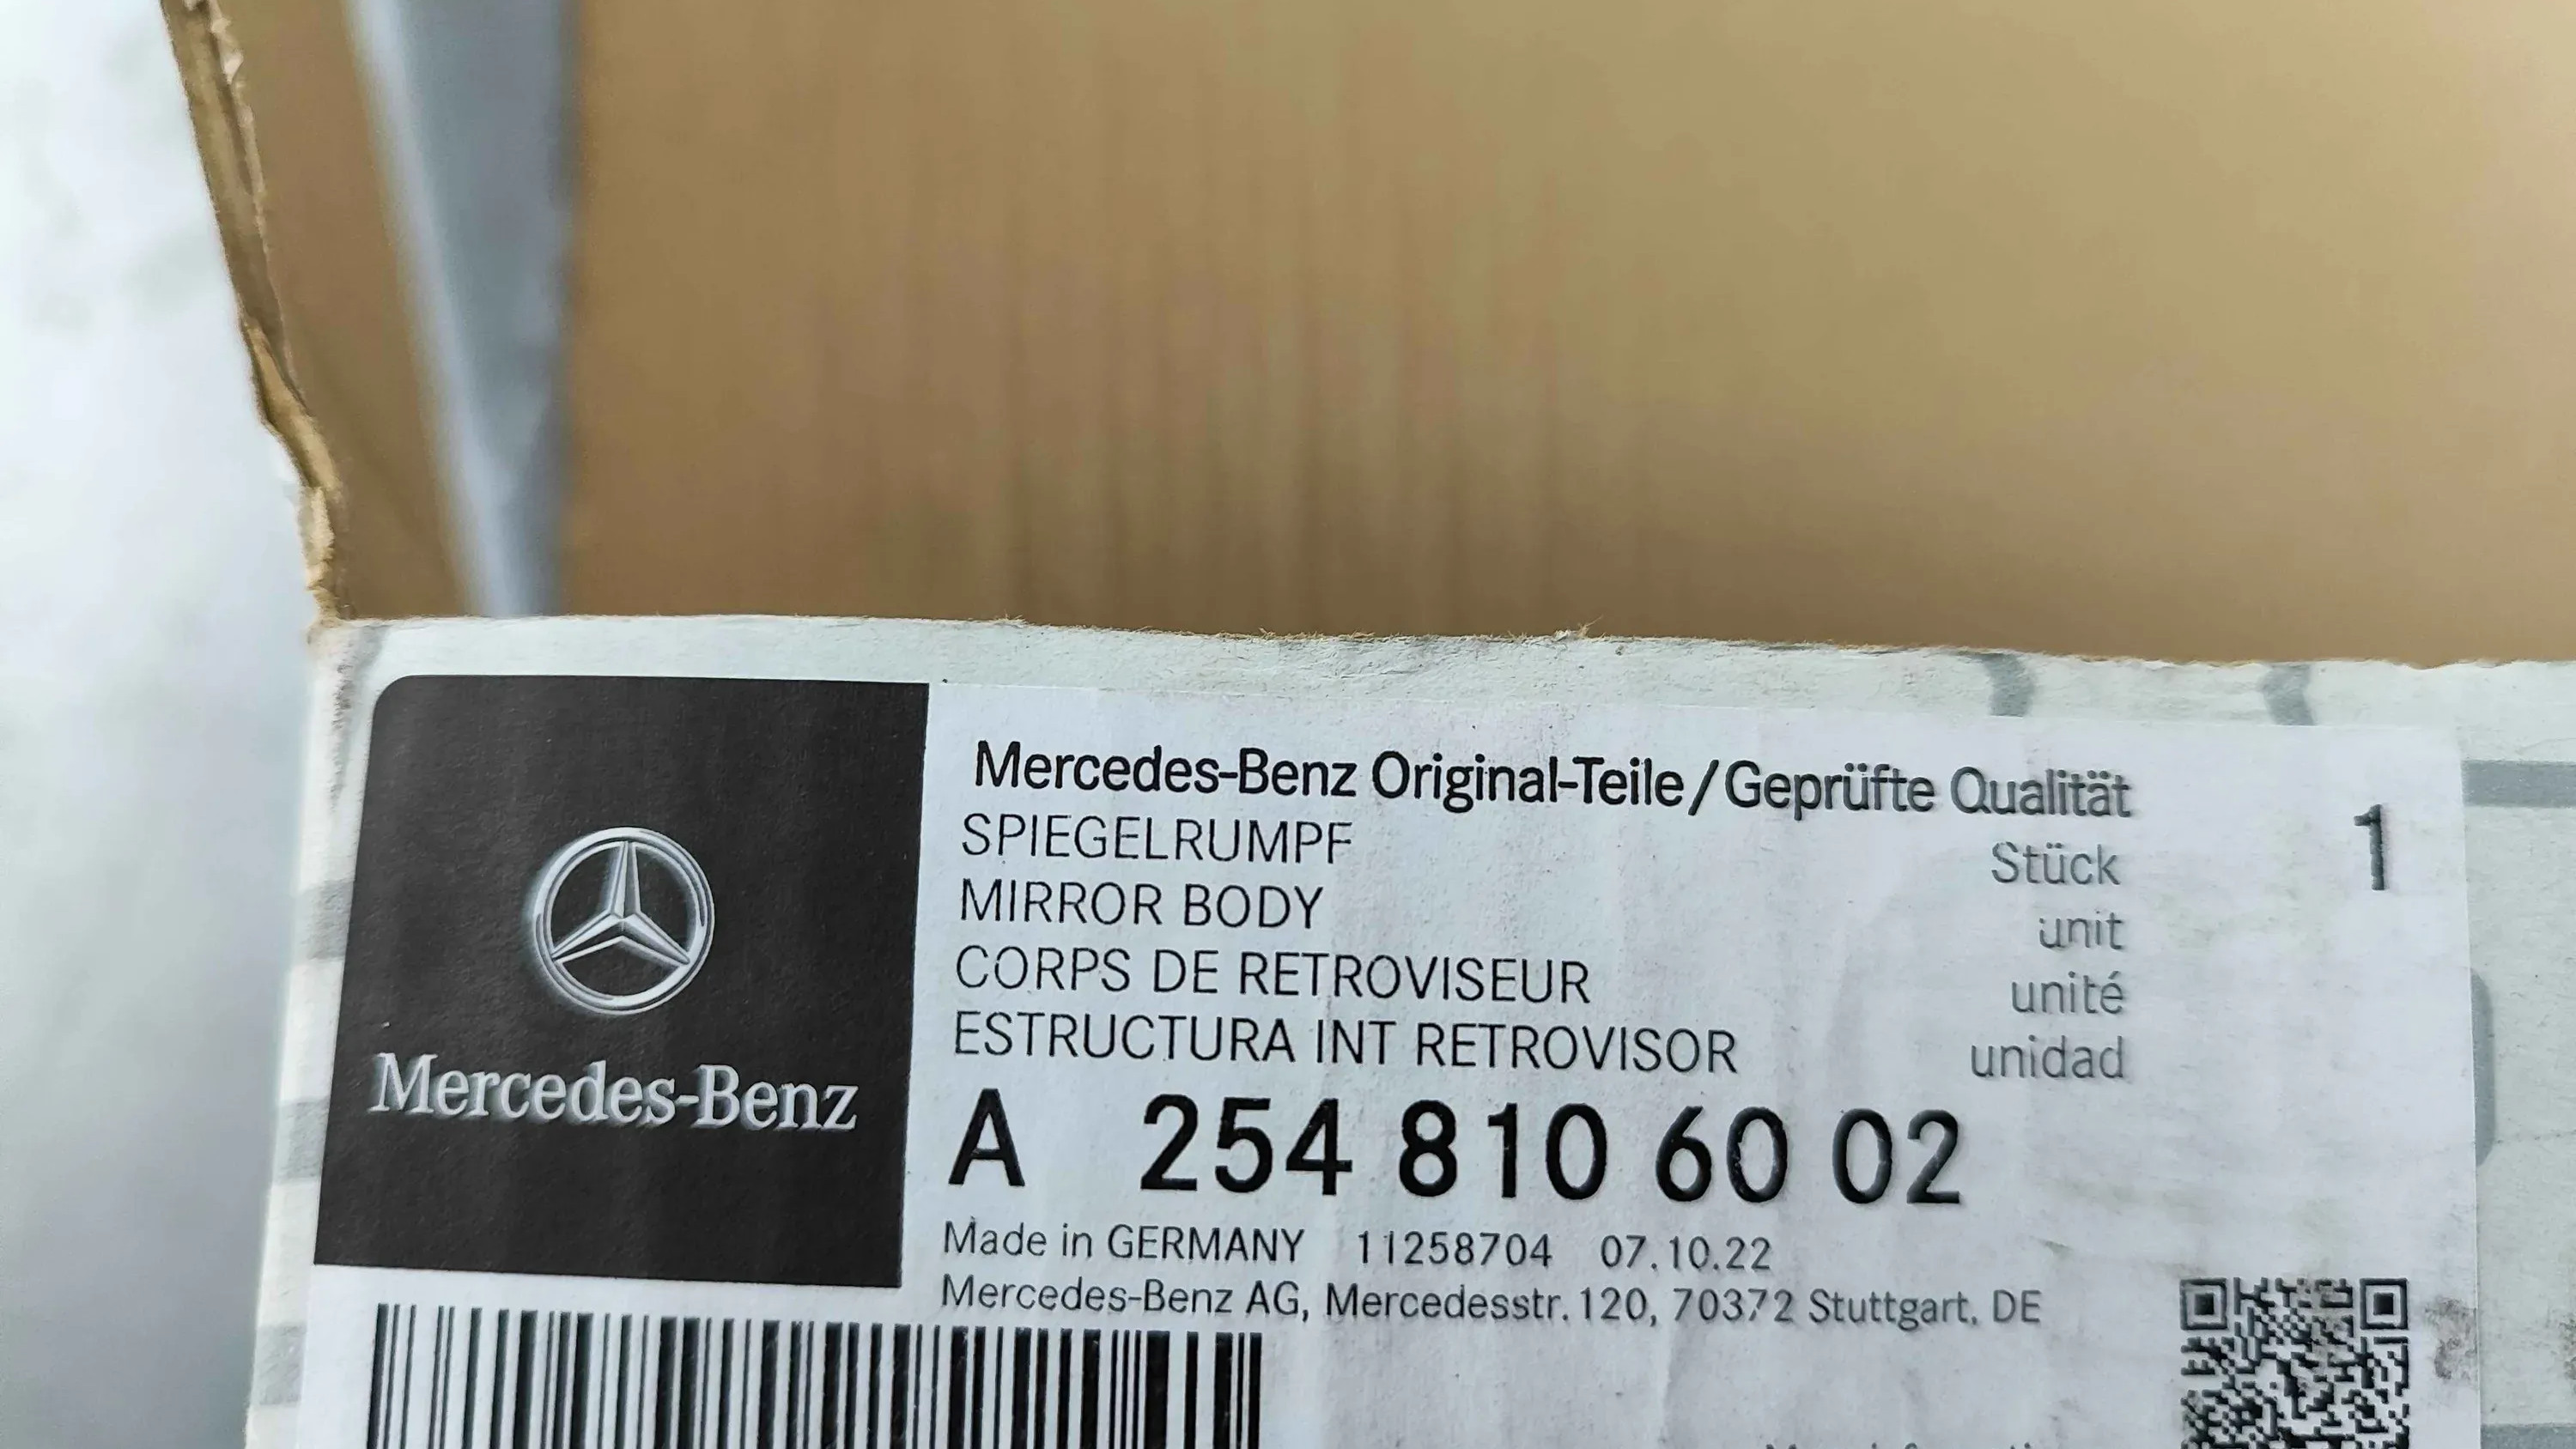 Mercedes-Benz
Mercedes-Benz Original-Teile/Geprüfte Qualität
SPIEGELRUMPF
MIRROR BODY
CORPS DE RETROVISEUR
ESTRUCTURA INT RETROVISOR
Stück 1
unit
unité
unidad
A 254 810 60 02
Made in GERMANY 11258704 07.10.22
Mercedes-Benz AG, Mercedesstr. 120, 70372 Stuttgart, DE